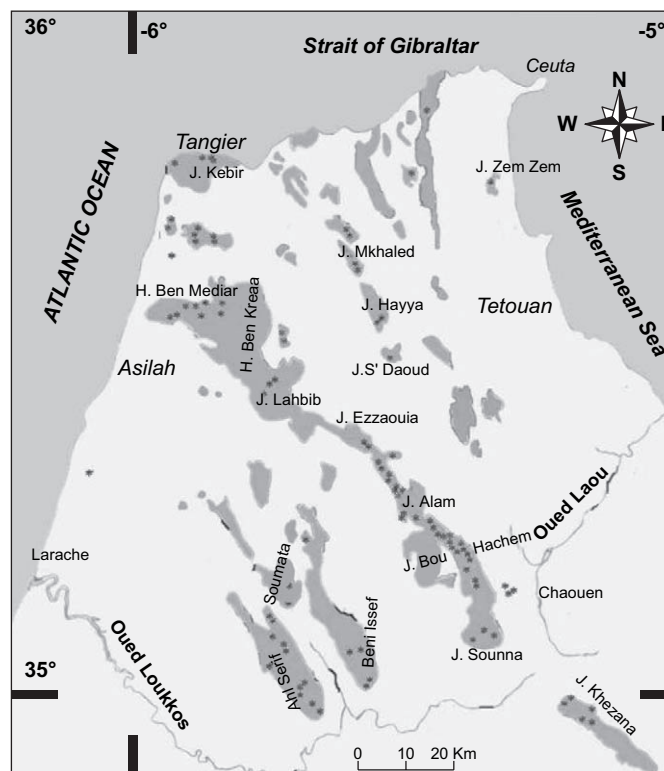 36°
-6°
-5°
Strait of Gibraltar
Ceuta
N
W
E
S
Tangier
J. Kebir
J. Zem Zem
ATLANTIC OCEAN
Mediterranean Sea
J. Mkhaled
H. Ben Mediar
H. Ben Kreaa
J. Hayya
Tetouan
Asilah
J.S' Daoud
J. Lahbib
J. Ezzaouia
J. Alam
Oued Laou
Hachem
J. Bou
Larache
Soumata
Chaouen
Beni Issef
Oued Loukkos
Ahl Serif
J. Sounna
35°
J. Khezana
0 10 20 Km